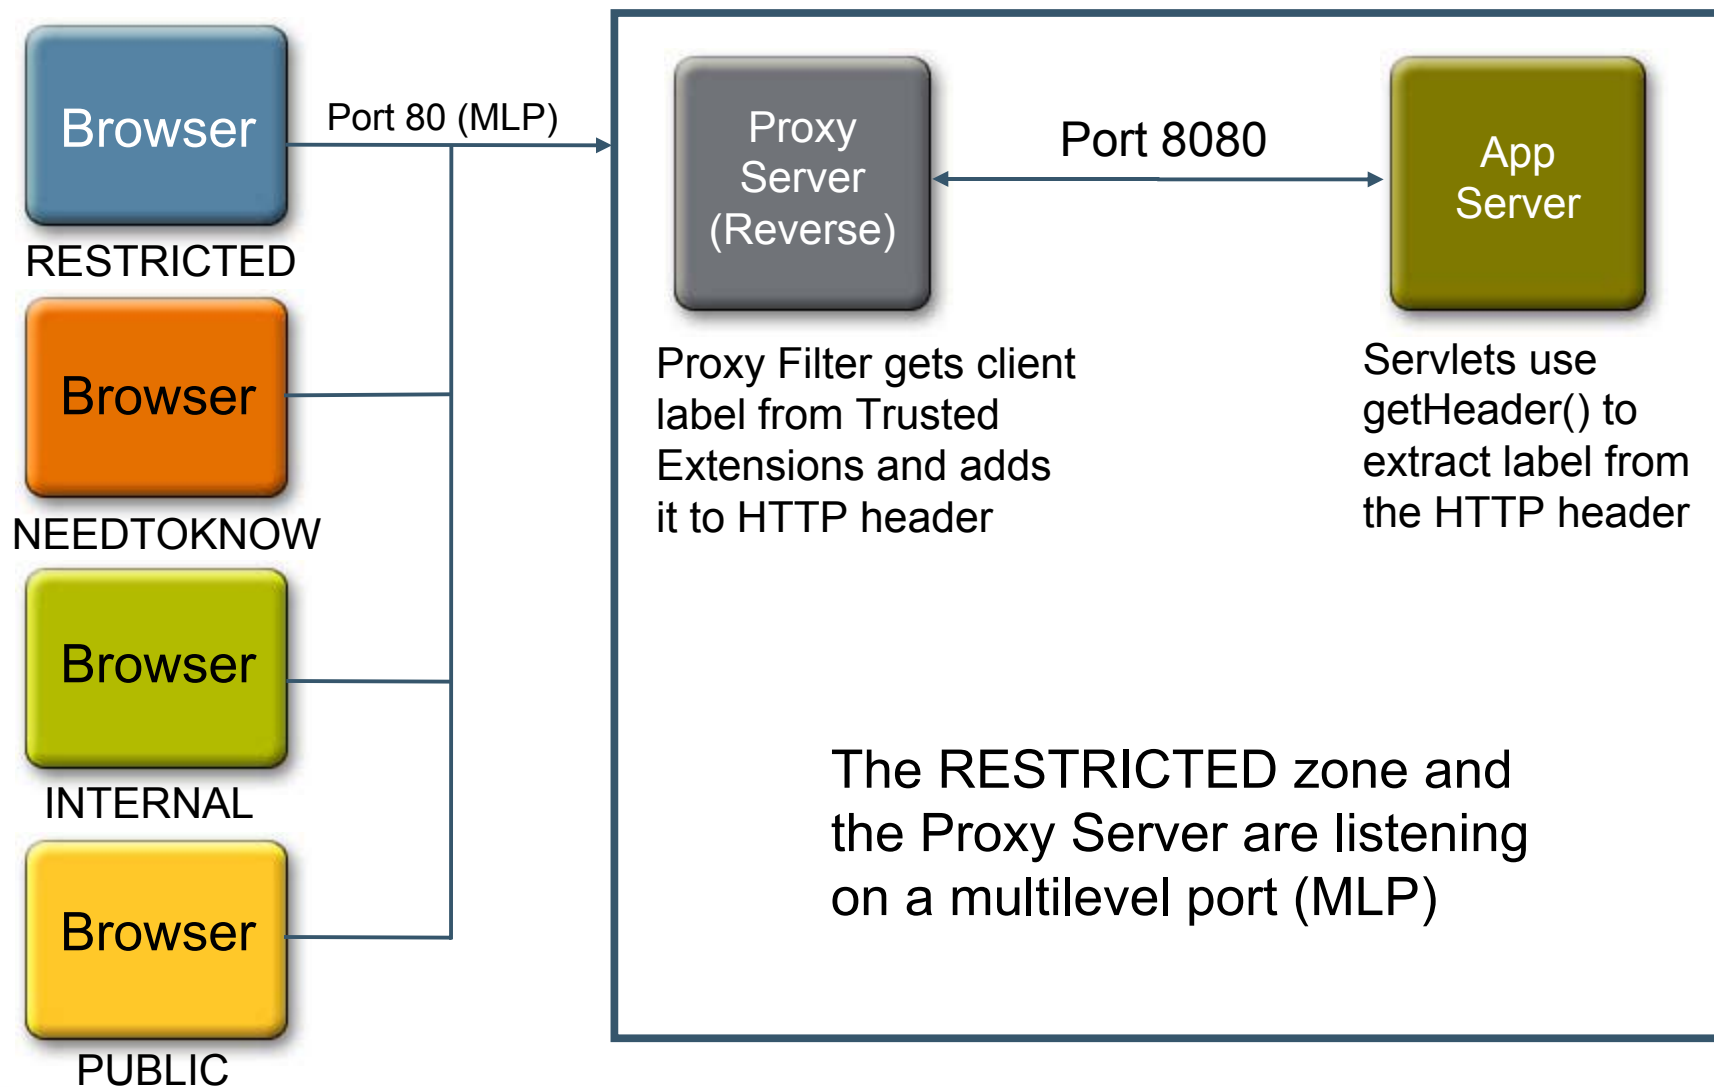 Browser
RESTRICTED
Browser
NEEDTOKNOW
Browser
INTERNAL
Browser
PUBLIC
Port 80 (MLP)
Proxy
Server
(Reverse)
Port 8080
App
Server
Proxy Filter gets client
label from Trusted
Extensions and adds
it to HTTP header
Servlets use
getHeader() to
extract label from
the HTTP header
The RESTRICTED zone and
the Proxy Server are listening
on a multilevel port (MLP)